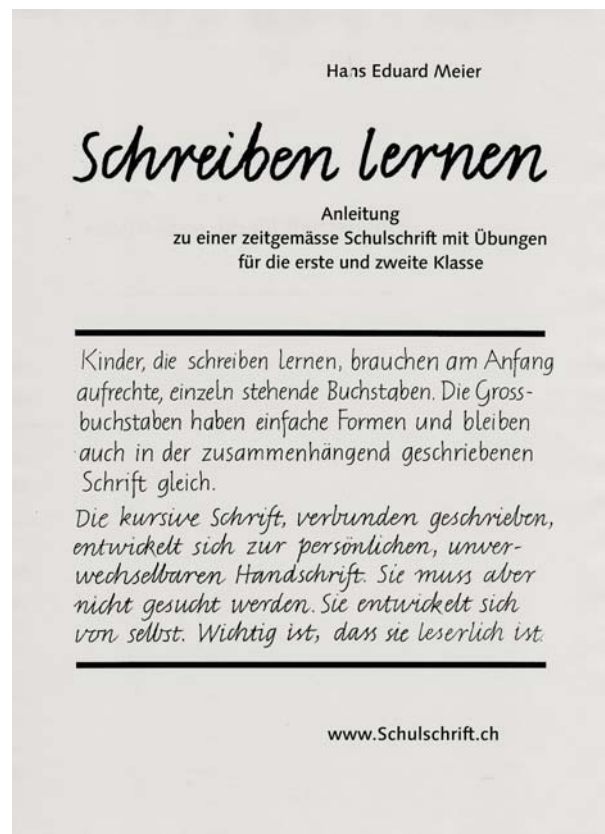 Hans Eduard Meier
Schreiben lernen
Anleitung
zu einer zeitgemässe Schulschrift mit Übungen
für die erste und zweite Klasse
Kinder, die schreiben lernen, brauchen am Anfang
aufrechte, einzeln stehende Buchstaben. Die Gross-
buchstaben haben einfache Formen und bleiben
auch in der zusammenhängend geschriebenen
Schrift gleich.
Die kursive Schrift, verbunden geschrieben,
entwickelt sich zur persönlichen, unver-
wechselbaren Handschrift. Sie muss aber
nicht gesucht werden. Sie entwickelt sich
von selbst. Wichtig ist, dass sie leserlich ist.
www.Schulschrift.ch